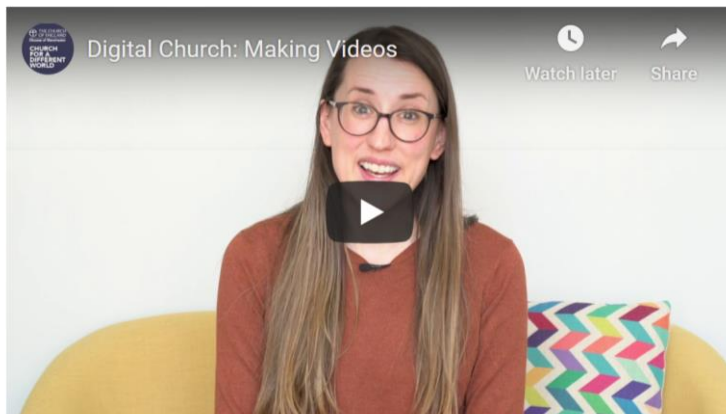 THE CHURCH
OF ENGLAND
Diocese of Manchester
CHURCH
FOR A
DIFFERENT
WORLD
Digital Church: Making Videos
Watch later
Share